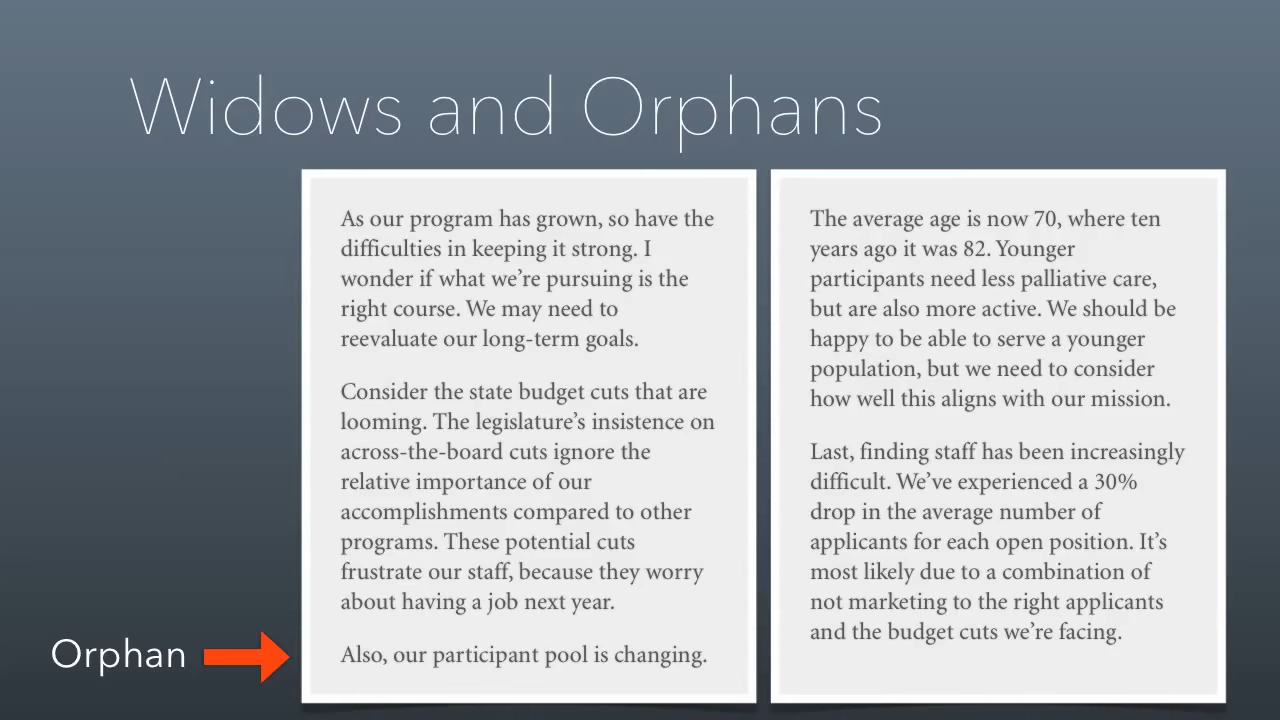 Widows and Orphans
As our program has grown, so have the
difficulties in keeping it strong. I
wonder if what we're pursuing is the
right course. We may need to
reevaluate our long-term goals.
Consider the state budget cuts that are
looming. The legislature's insistence on
across-the-board cuts ignore the
relative importance of our
accomplishments compared to other
programs. These potential cuts
frustrate our staff, because they worry
about having a job next year.
Orphan
Also, our participant pool is changing.
The average age is now 70, where ten
years ago it was 82. Younger
participants need less palliative care,
but are also more active. We should be
happy to be able to serve a younger
population, but we need to consider
how well this aligns with our mission.
Last, finding staff has been increasingly
difficult. We've experienced a 30%
drop in the average number of
applicants for each open position. It's
most likely due to a combination of
not marketing to the right applicants
and the budget cuts we're facing.